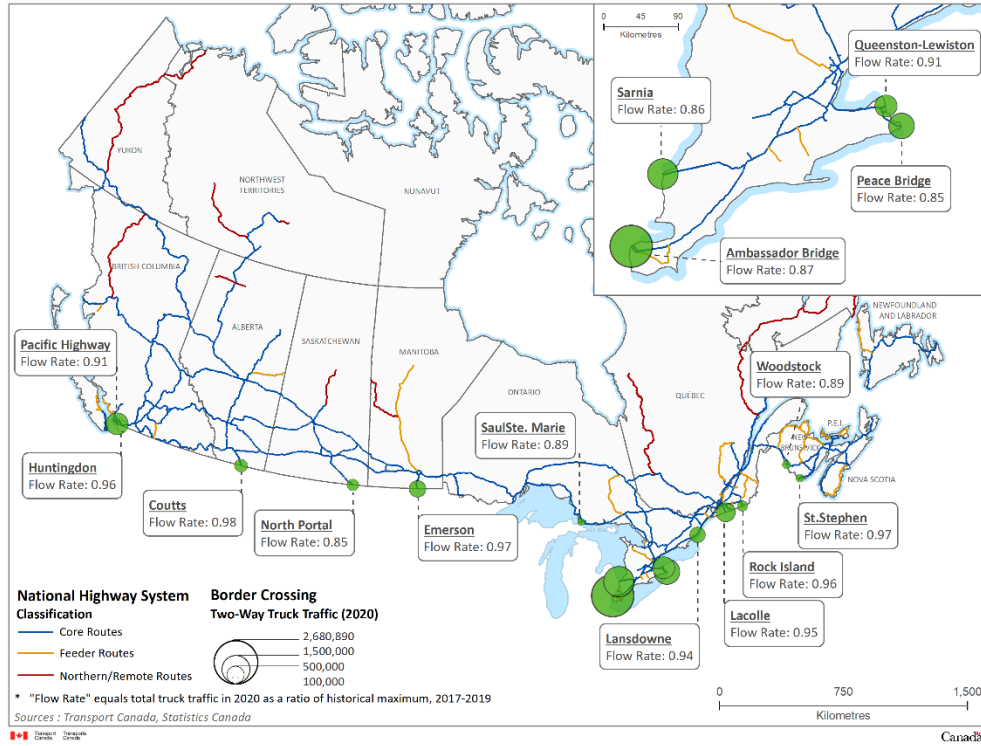 0 45 90
Kilometres
Queenston-Lewiston
Flow Rate: 0.91
Sarnia
Flow Rate: 0.86
Peace Bridge
Flow Rate: 0.85
Ambassador Bridge
Flow Rate: 0.87
YUKON
NORTHWEST
TERRITORIES
NUNAVUT
BRITISH COLUMBIA
ALBERTA
SASKATCHEWAN
MANITOBA
ONTARIO
QUÉBEC
NEWFOUNDLAND
AND LABRADOR
P.E.I.
NEW
BRUNSWICK
NOVA SCOTIA
Pacific Highway
Flow Rate: 0.91
Woodstock
Flow Rate: 0.89
SaulSte. Marie
Flow Rate: 0.89
Huntingdon
Flow Rate: 0.96
Coutts
Flow Rate: 0.98
North Portal
Flow Rate: 0.85
Emerson
Flow Rate: 0.97
St.Stephen
Flow Rate: 0.97
Rock Island
Flow Rate: 0.96
Lacolle
Flow Rate: 0.95
Lansdowne
Flow Rate: 0.94
National Highway System
Classification
Core Routes
Feeder Routes
Northern/Remote Routes
Border Crossing
Two-Way Truck Traffic (2020)
2,680,890
1,500,000
500,000
100,000
* "Flow Rate" equals total truck traffic in 2020 as a ratio of historical maximum, 2017-2019
Sources : Transport Canada, Statistics Canada
0 750 1,500
Kilometres
Transport Transports
Canada Canada
Canada